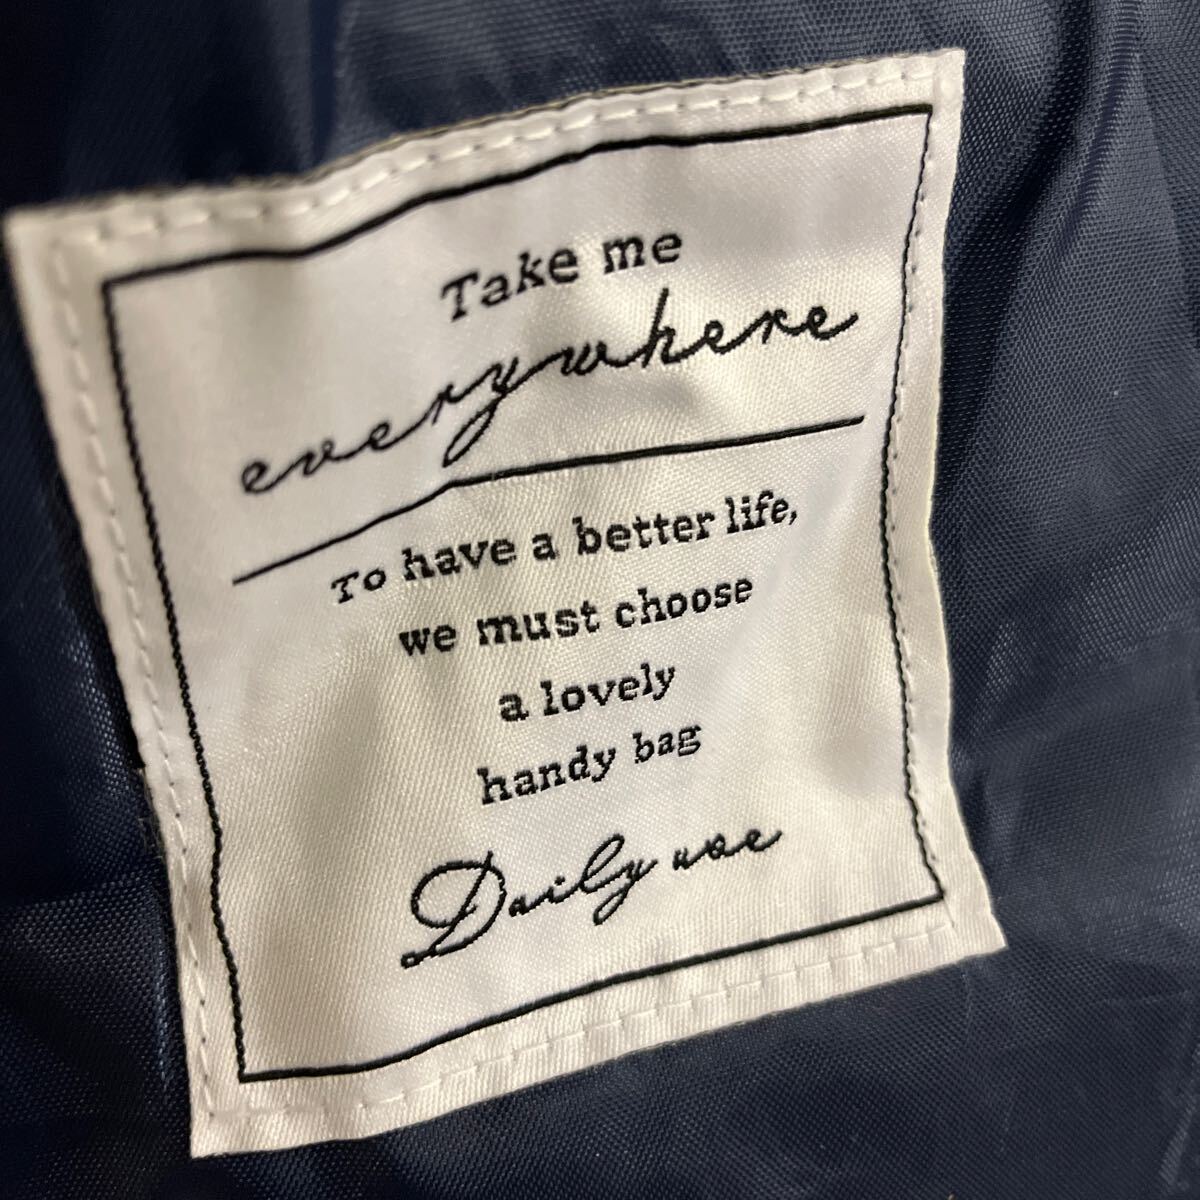 Take me
everywhere
To have a better life,
we must choose
a lovely
handy bag
Daily use